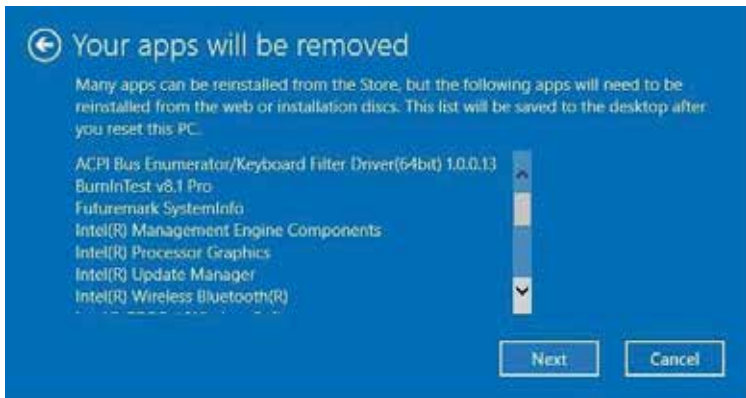 Your apps will be removed
Many apps can be reinstalled from the Store, but the following apps will need to be
reinstalled from the web or installation discs. This list will be saved to the desktop after
you reset this PC.
ACPI Bus Enumerator/Keyboard Filter Driver(64bit) 1.0.0.13
BurnInTest v8.1 Pro
Futuremark SystemInfo
Intel(R) Management Engine Components
Intel(R) Processor Graphics
Intel(R) Update Manager
Intel(R) Wireless Bluetooth(R)
Next
Cancel